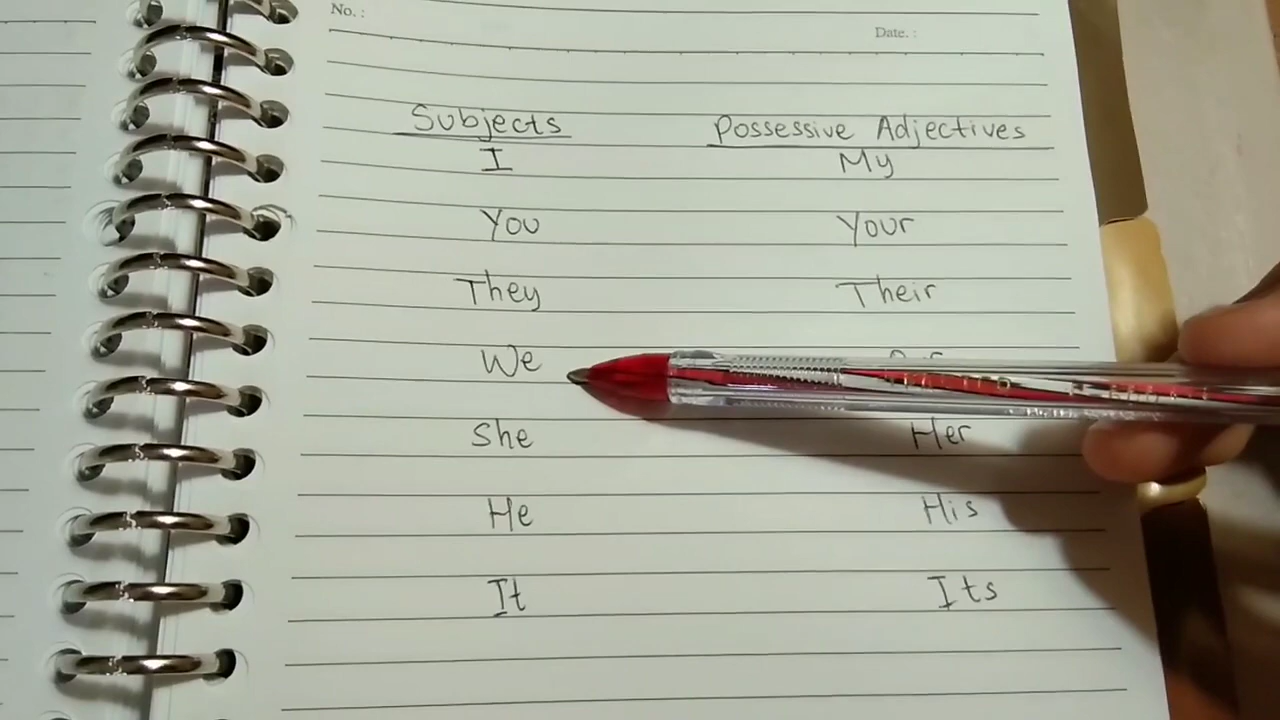 No. :
Date. :
Subjects Possessive Adjectives
I My
You Your
They Their
We
She Her
He His
It Its